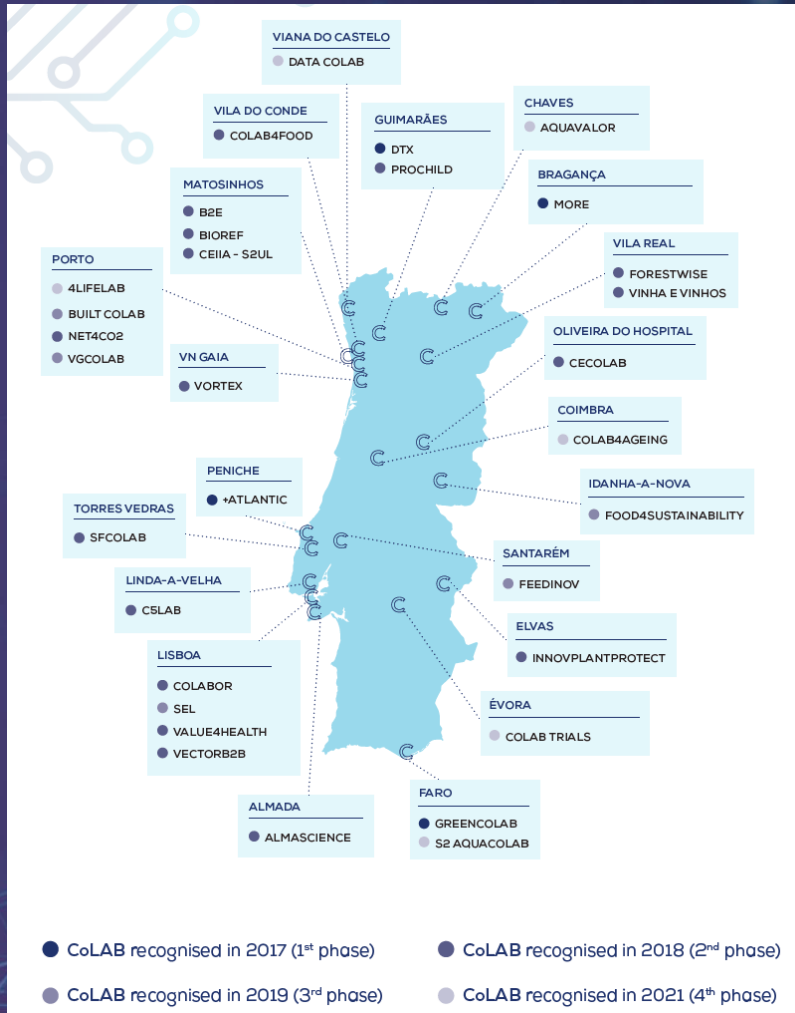 VIANA DO CASTELO
DATA COLAB
VILA DO CONDE
COLAB4FOOD
GUIMARÃES
DTX
PROCHILD
CHAVES
AQUAVALOR
MATOSINHOS
B2E
BIOREF
CEIIA - S2UL
BRAGANÇA
MORE
VILA REAL
FORESTWISE
VINHA E VINHOS
PORTO
4LIFELAB
BUILT COLAB
NET4CO2
VGCOLAB
VN GAIA
VORTEX
OLIVEIRA DO HOSPITAL
CECOLAB
COIMBRA
COLAB4AGEING
PENICHE
+ATLANTIC
IDANHA-A-NOVA
FOOD4SUSTAINABILITY
TORRES VEDRAS
SFCOLAB
SANTARÉM
FEEDINOV
LINDA-A-VELHA
C5LAB
ELVAS
INNOVPLANTPROTECT
LISBOA
COLABOR
SEL
VALUE4HEALTH
VECTORB2B
ÉVORA
COLAB TRIALS
ALMADA
ALMASCIENCE
FARO
GREENCOLAB
S2 AQUACOLAB
CoLAB recognised in 2017 (1st phase)
CoLAB recognised in 2018 (2nd phase)
CoLAB recognised in 2019 (3rd phase)
CoLAB recognised in 2021 (4th phase)